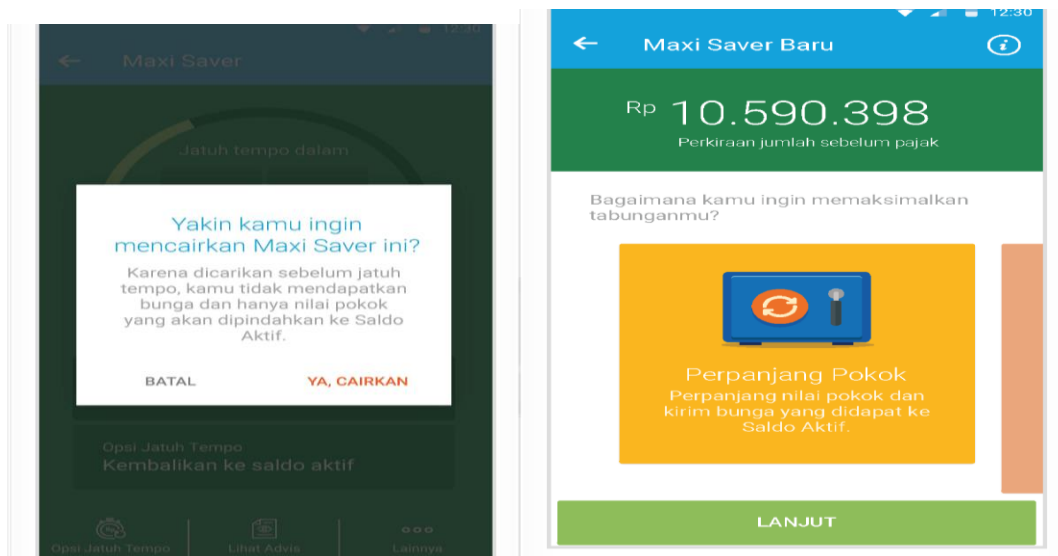 12:30
Maxi Saver
Jatuh tempo dalam
Yakin kamu ingin
mencairkan Maxi Saver ini?
Karena dicarikan sebelum jatuh
tempo, kamu tidak mendapatkan
bunga dan hanya nilai pokok
yang akan dipindahkan ke Saldo
Aktif.
BATAL YA, CAIRKAN
Opsi Jatuh Tempo
Kembalikan ke saldo aktif
Opsi Jatuh Tempo Lihat Advis Lainnya
12:30
Maxi Saver Baru
Rp 10.590.398
Perkiraan jumlah sebelum pajak
Bagaimana kamu ingin memaksimalkan
tabunganmu?
Perpanjang Pokok
Perpanjang nilai pokok dan
kirim bunga yang didapat ke
Saldo Aktif.
LANJUT